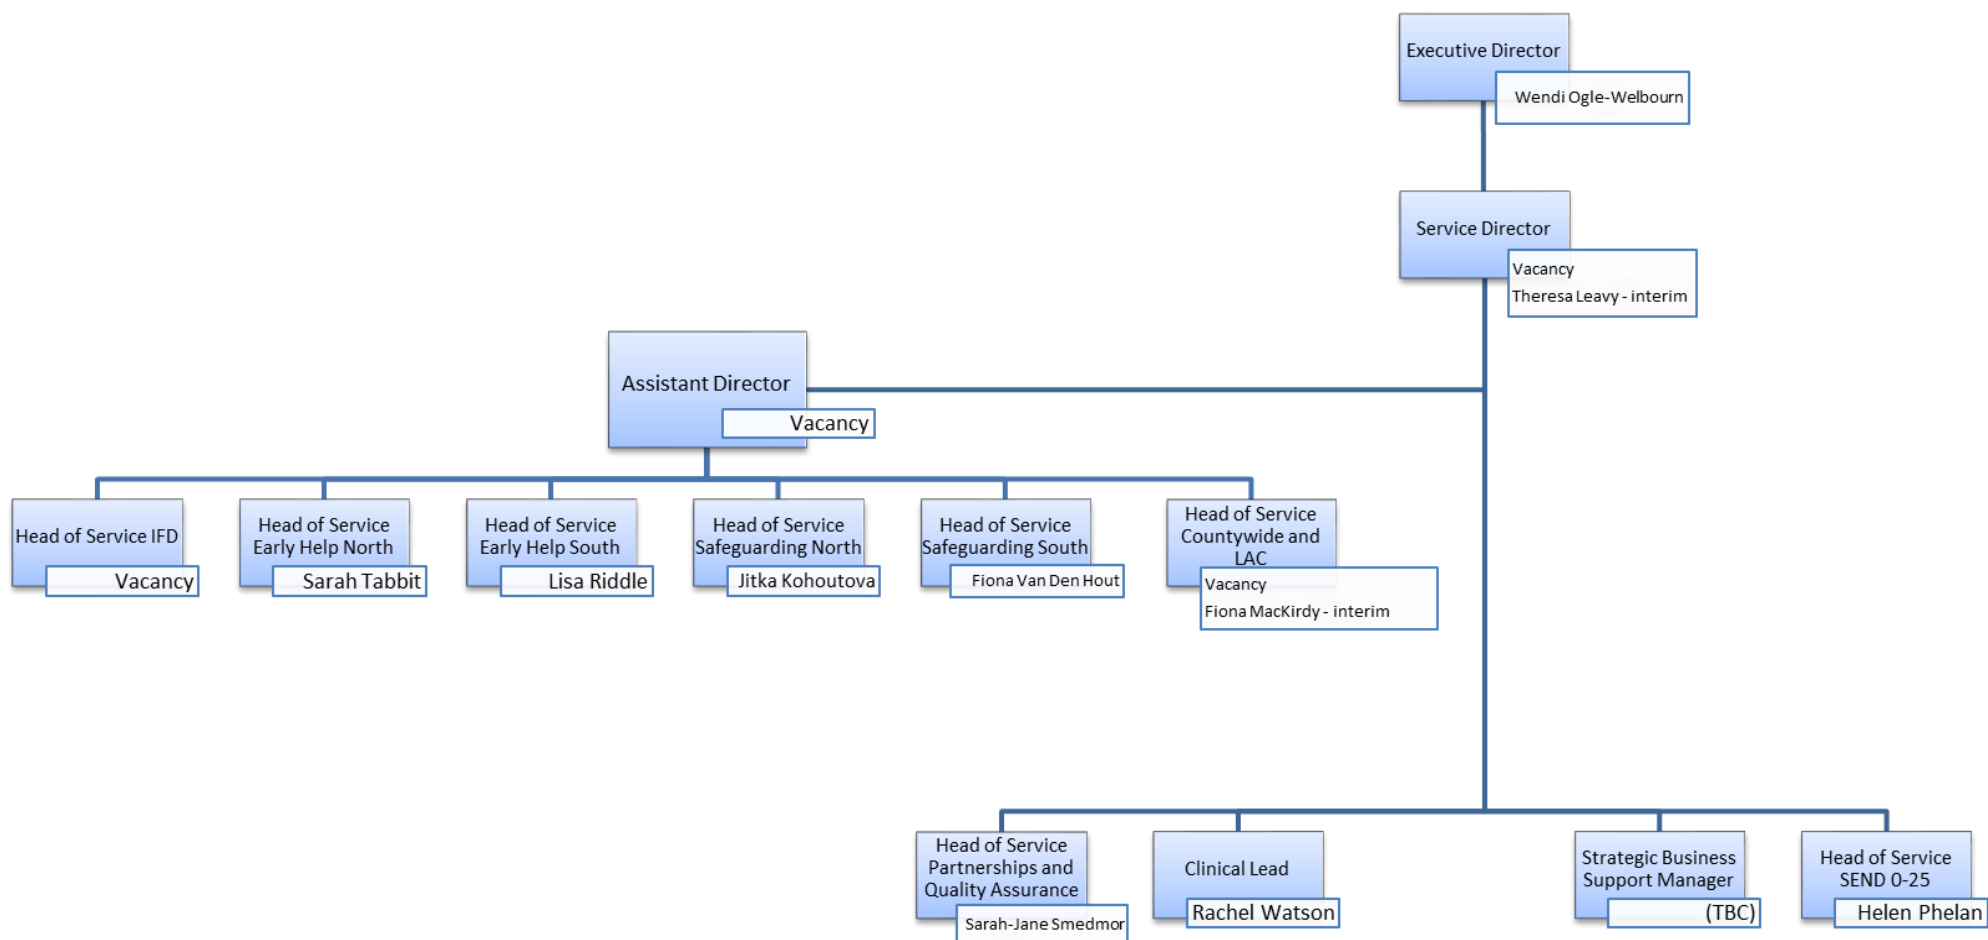 Executive Director
Wendi Ogle-Welbourn
Service Director
Vacancy
Theresa Leavy - interim
Assistant Director
Vacancy
Head of Service IFD
Vacancy
Head of Service
Early Help North
Sarah Tabbit
Head of Service
Early Help South
Lisa Riddle
Head of Service
Safeguarding North
Jitka Kohoutova
Head of Service
Safeguarding South
Fiona Van Den Hout
Head of Service
Countywide and
LAC
Vacancy
Fiona MacKirdy - interim
Head of Service
Partnerships and
Quality Assurance
Sarah-Jane Smedmor
Clinical Lead
Rachel Watson
Strategic Business
Support Manager
(TBC)
Head of Service
SEND 0-25
Helen Phelan